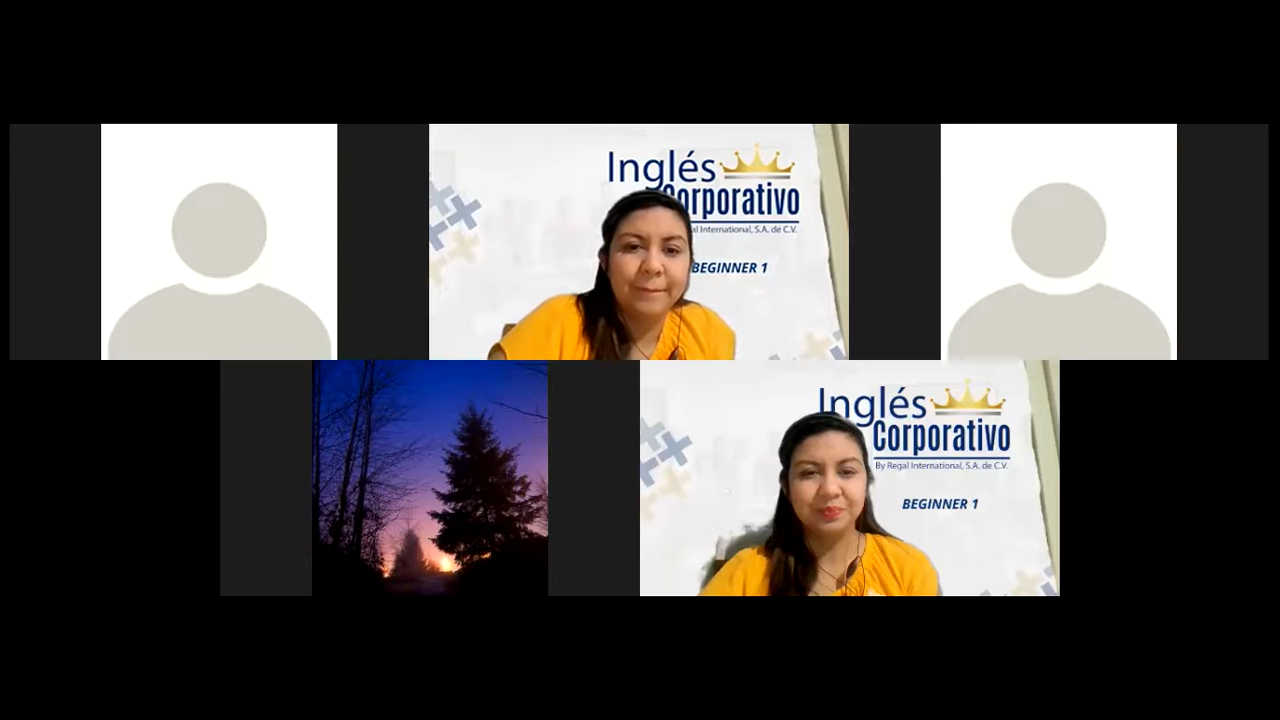 Inglés
Corporativo
al International, S.A. de C.V.
BEGINNER 1
Inglés
Corporativo
By Regal International, S.A. de C.V.
BEGINNER 1